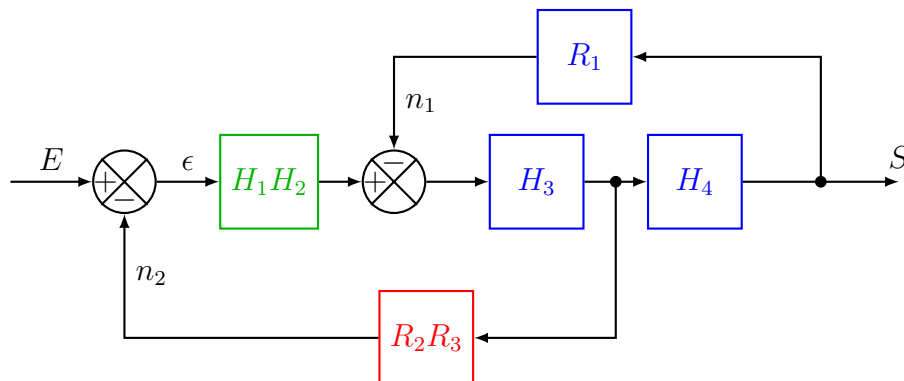 R₁
n₁
E
+
−
ϵ
H₁H₂
+
−
H₃
H₄
S
n₂
R₂R₃